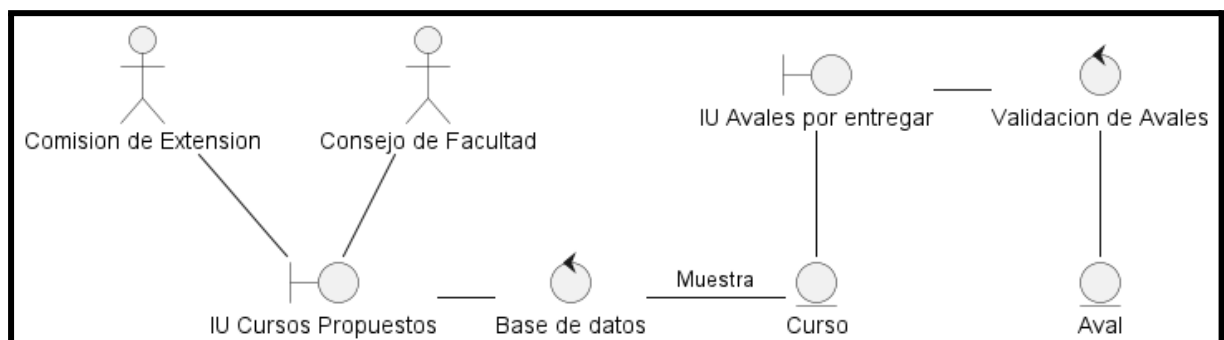 IU Avales por entregar
Validacion de Avales
Comision de Extension
Consejo de Facultad
Muestra
IU Cursos Propuestos
Base de datos
Curso
Aval